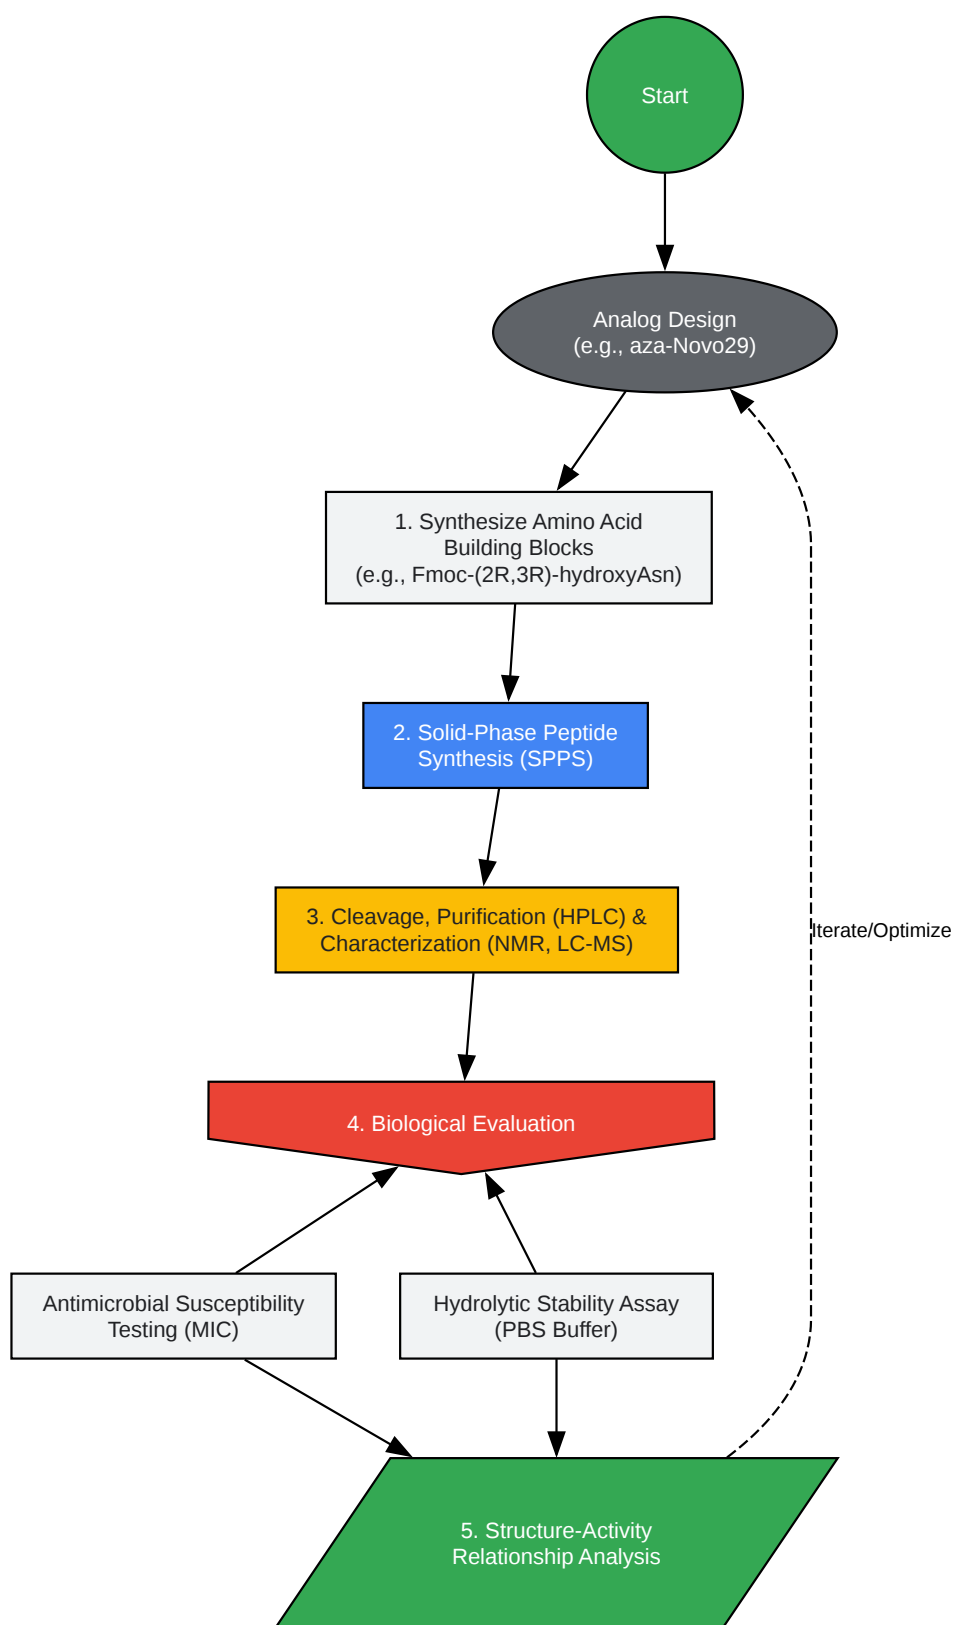 Start
Analog Design
(e.g., aza-Novo29)
1. Synthesize Amino Acid
Building Blocks
(e.g., Fmoc-(2R,3R)-hydroxyAsn)
2. Solid-Phase Peptide
Synthesis (SPPS)
3. Cleavage, Purification (HPLC) &
Characterization (NMR, LC-MS)
Iterate/Optimize
4. Biological Evaluation
Antimicrobial Susceptibility
Testing (MIC)
Hydrolytic Stability Assay
(PBS Buffer)
5. Structure-Activity
Relationship Analysis